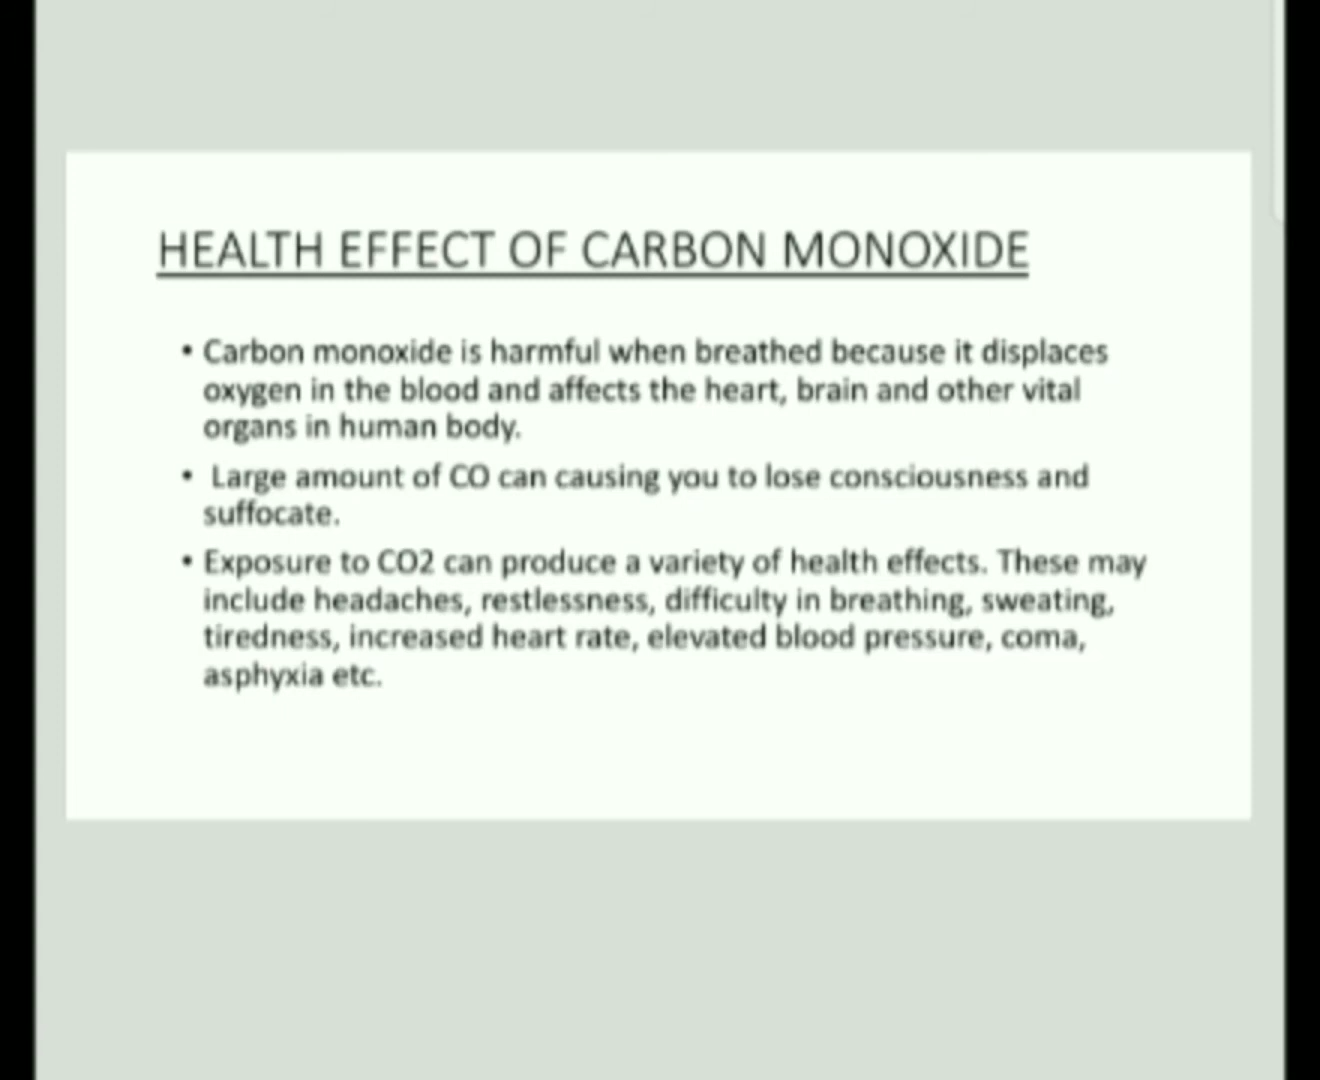 HEALTH EFFECT OF CARBON MONOXIDE
• Carbon monoxide is harmful when breathed because it displaces
oxygen in the blood and affects the heart, brain and other vital
organs in human body.
• Large amount of CO can causing you to lose consciousness and
suffocate.
• Exposure to CO2 can produce a variety of health effects. These may
include headaches, restlessness, difficulty in breathing, sweating,
tiredness, increased heart rate, elevated blood pressure, coma,
asphyxia etc.